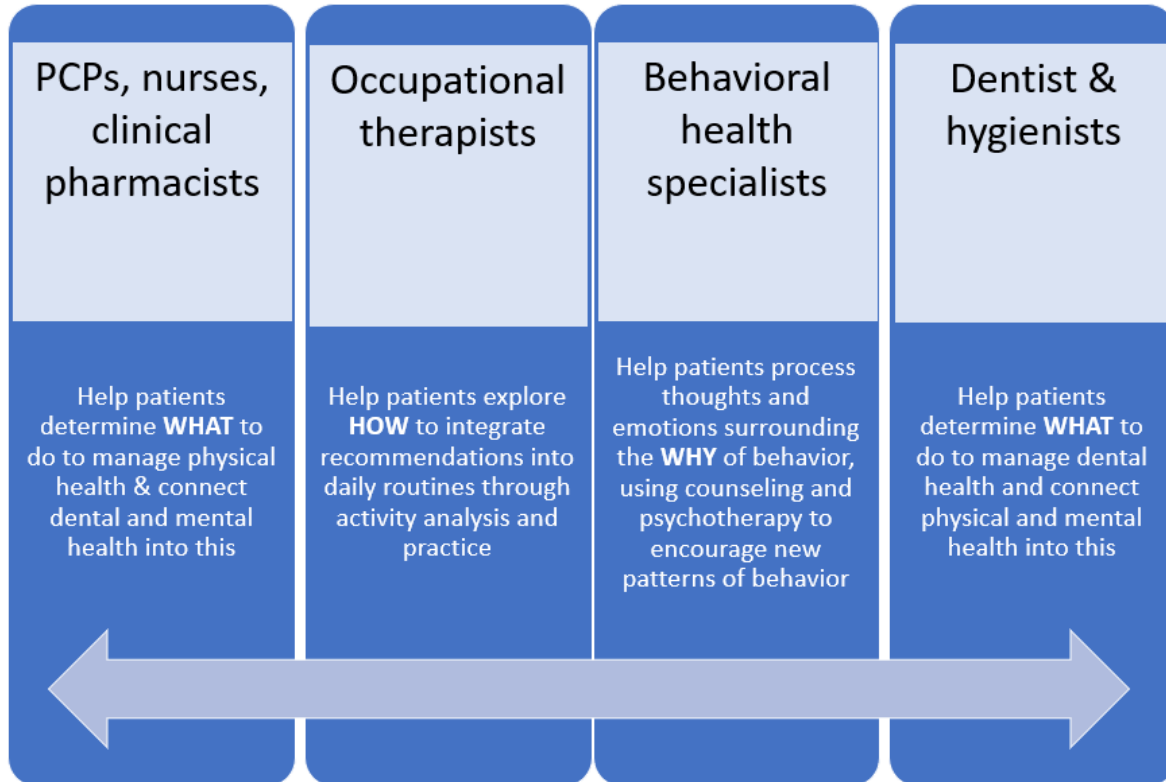 PCPs, nurses,
clinical
pharmacists
Help patients
determine WHAT to
do to manage physical
health & connect
dental and mental
health into this
Occupational
therapists
Help patients explore
HOW to integrate
recommendations into
daily routines through
activity analysis and
practice
Behavioral
health
specialists
Help patients process
thoughts and
emotions surrounding
the WHY of behavior,
using counseling and
psychotherapy to
encourage new
patterns of behavior
Dentist &
hygienists
Help patients
determine WHAT to
do to manage dental
health and connect
physical and mental
health into this